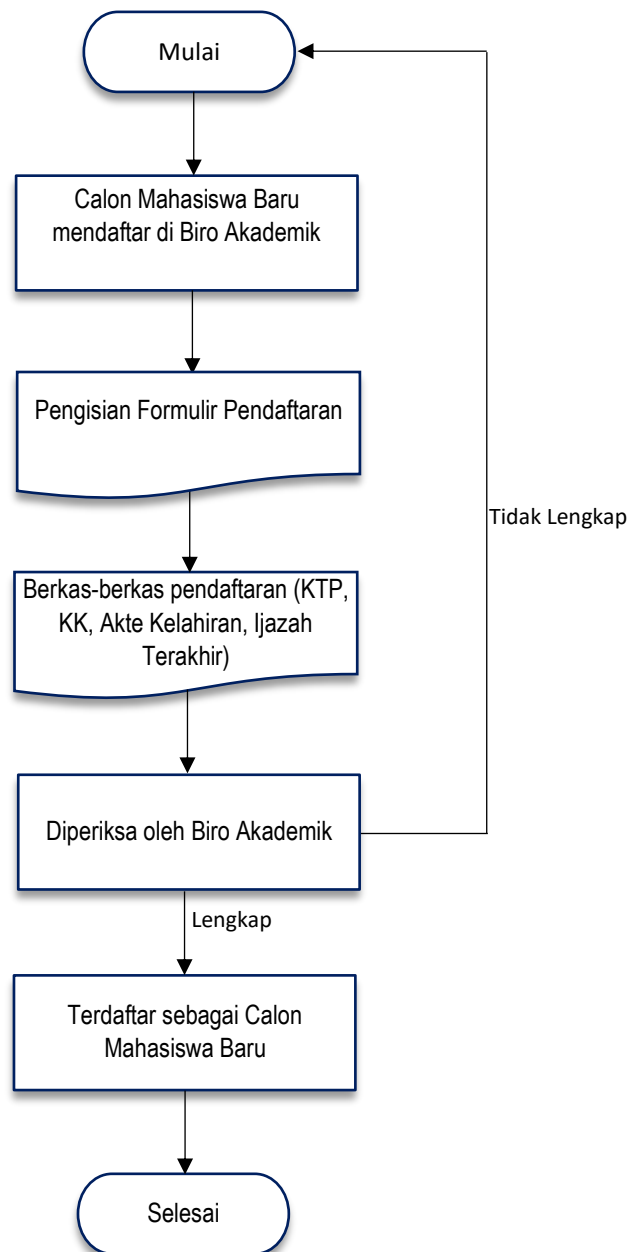 Mulai
Calon Mahasiswa Baru
mendaftar di Biro Akademik
Pengisian Formulir Pendaftaran
Tidak Lengkap
Berkas-berkas pendaftaran (KTP,
KK, Akte Kelahiran, Ijazah
Terakhir)
Diperiksa oleh Biro Akademik
Lengkap
Terdaftar sebagai Calon
Mahasiswa Baru
Selesai